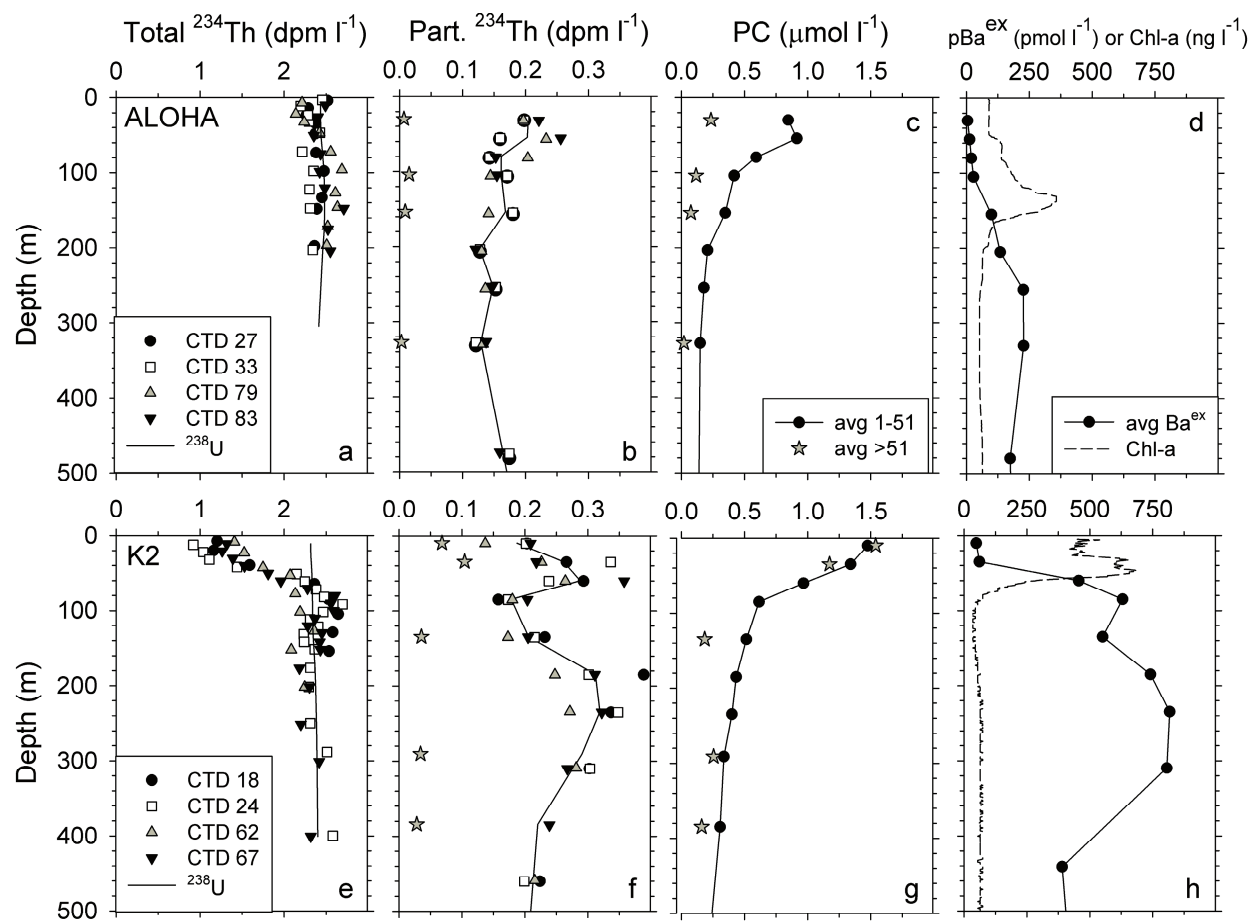 Total ²³⁴Th (dpm l⁻¹)
Part. ²³⁴Th (dpm l⁻¹)
PC (μmol l⁻¹)
pBaᵉˣ (pmol l⁻¹) or Chl-a (ng l⁻¹)
0 1 2 3
0.0 0.1 0.2 0.3
0.0 0.5 1.0 1.5
0 250 500 750
Depth (m)
0
100
200
300
400
500
ALOHA
CTD 27
CTD 33
CTD 79
CTD 83
²³⁸U
a
b
c
avg 1-51
avg >51
d
avg Baᵉˣ
Chl-a
0 1 2 3
0.0 0.1 0.2 0.3
0.0 0.5 1.0 1.5
0 250 500 750
Depth (m)
0
100
200
300
400
500
K2
CTD 18
CTD 24
CTD 62
CTD 67
²³⁸U
e
f
g
h